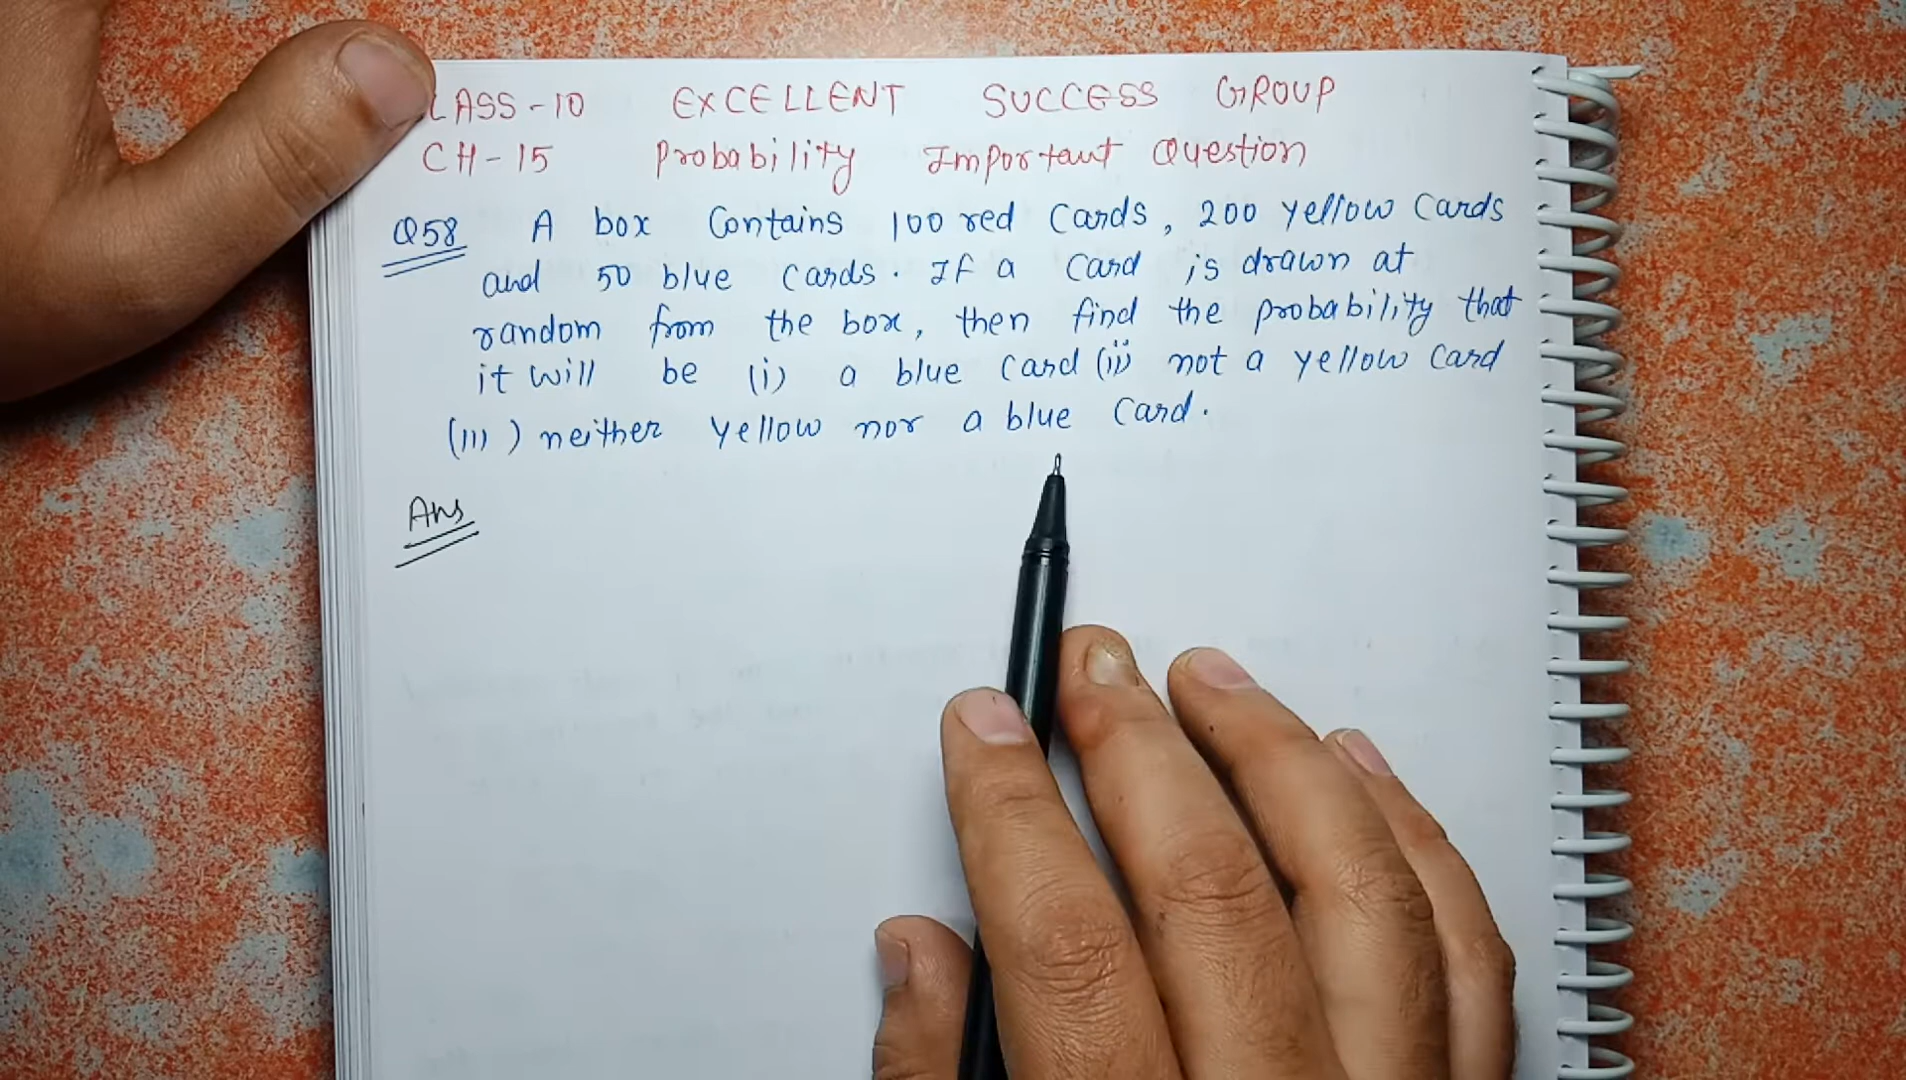 LASS-10 EXCELLENT SUCCESS GROUP
CH-15 Probability Important Question
Q58 A box Contains 100 red Cards, 200 yellow Cards
and 50 blue Cards. If a Card is drawn at
random from the box, then find the probability that
it will be (i) a blue Card (ii) not a yellow Card
(iii) neither yellow nor a blue Card.
Ans